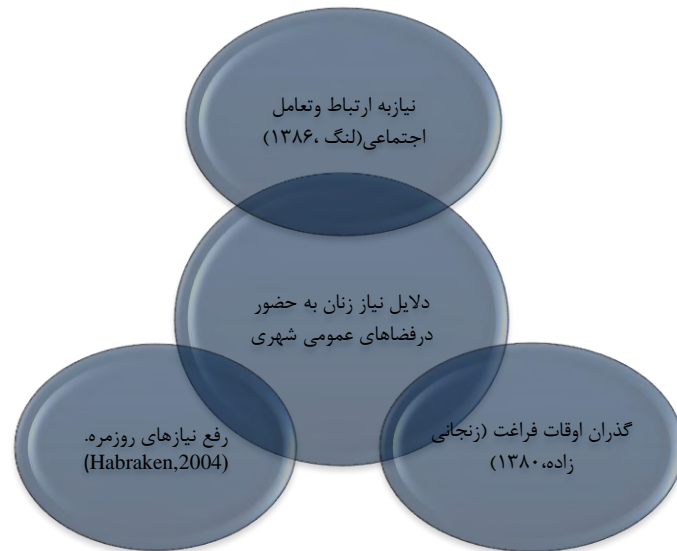 نیازبه ارتباط وتعامل
اجتماعی(لنگ ،۱۳۸۶)
دلایل نیاز زنان به حضور
درفضاهای عمومی شهری
گذران اوقات فراغت (زنجانی
زاده،۱۳۸۰)
رفع نیازهای روزمره.
(Habraken,2004)